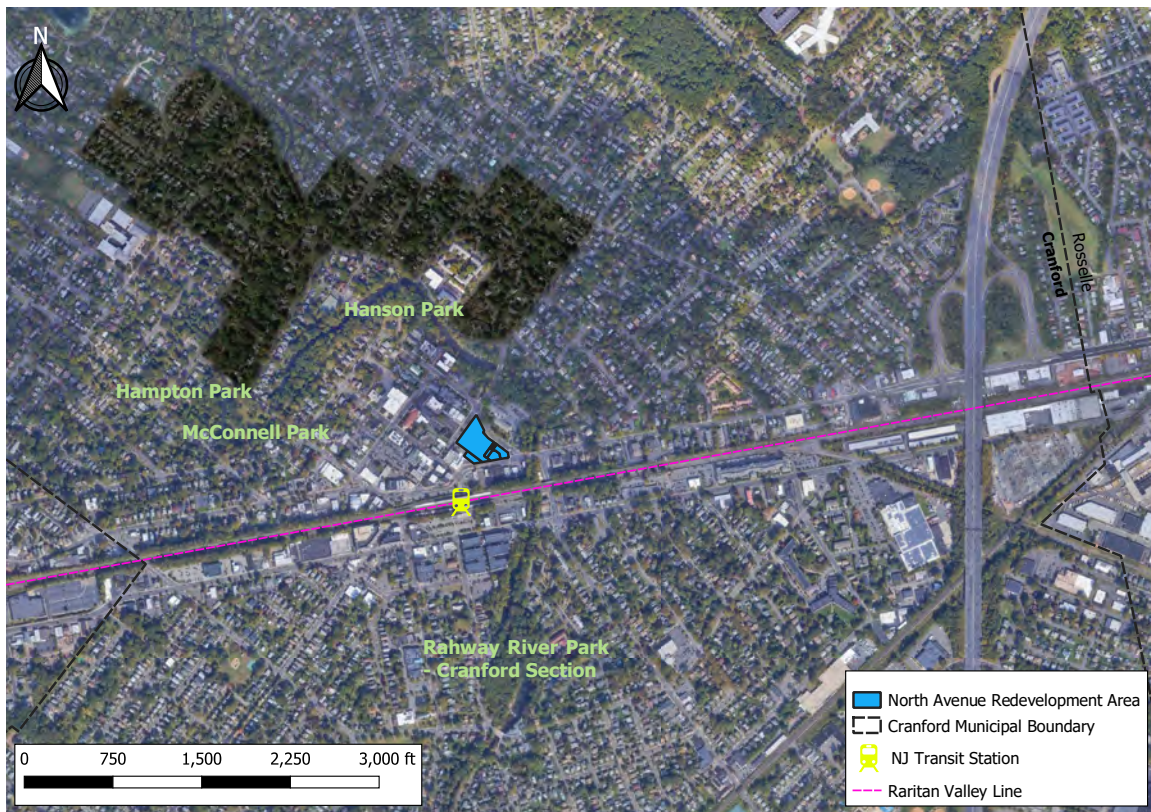 N
Rosselle
Cranford
Hanson Park
Hampton Park
McConnell Park
Rahway River Park
- Cranford Section
North Avenue Redevelopment Area
Cranford Municipal Boundary
NJ Transit Station
Raritan Valley Line
0 750 1,500 2,250 3,000 ft